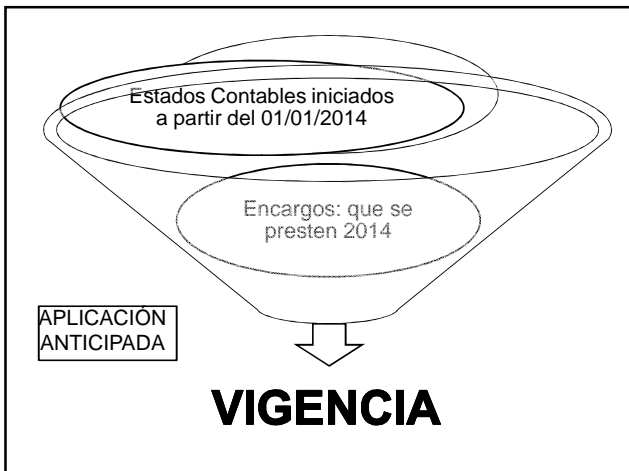 Estados Contables iniciados
a partir del 01/01/2014
Encargos: que se
presten 2014
APLICACIÓN
ANTICIPADA
VIGENCIA